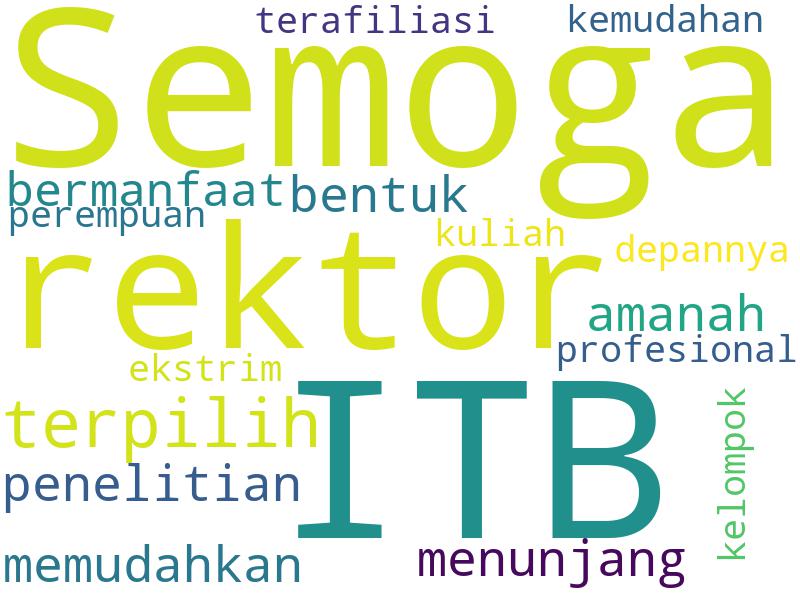 terafiliasi
kemudahan
Semoga
bermanfaat
bentuk
perempuan
kuliah
rektor
depannya
amanah
profesional
ekstrim
terpilih
ITB
kelompok
penelitian
memudahkan
menunjang